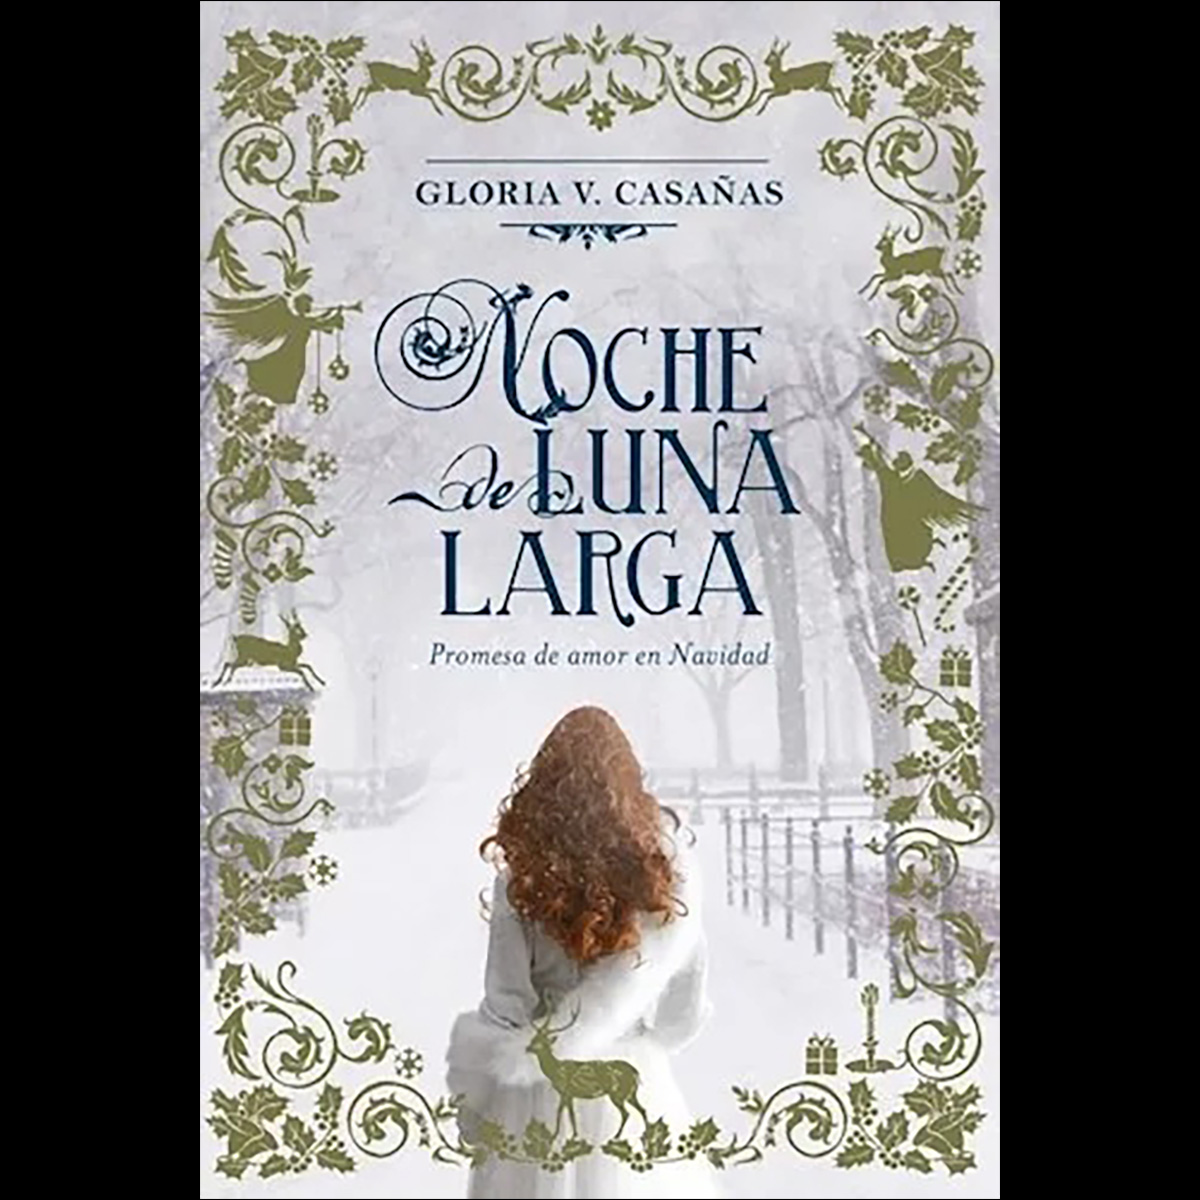 GLORIA V. CASAÑAS
NOCHE
de LUNA
LARGA
Promesa de amor en Navidad